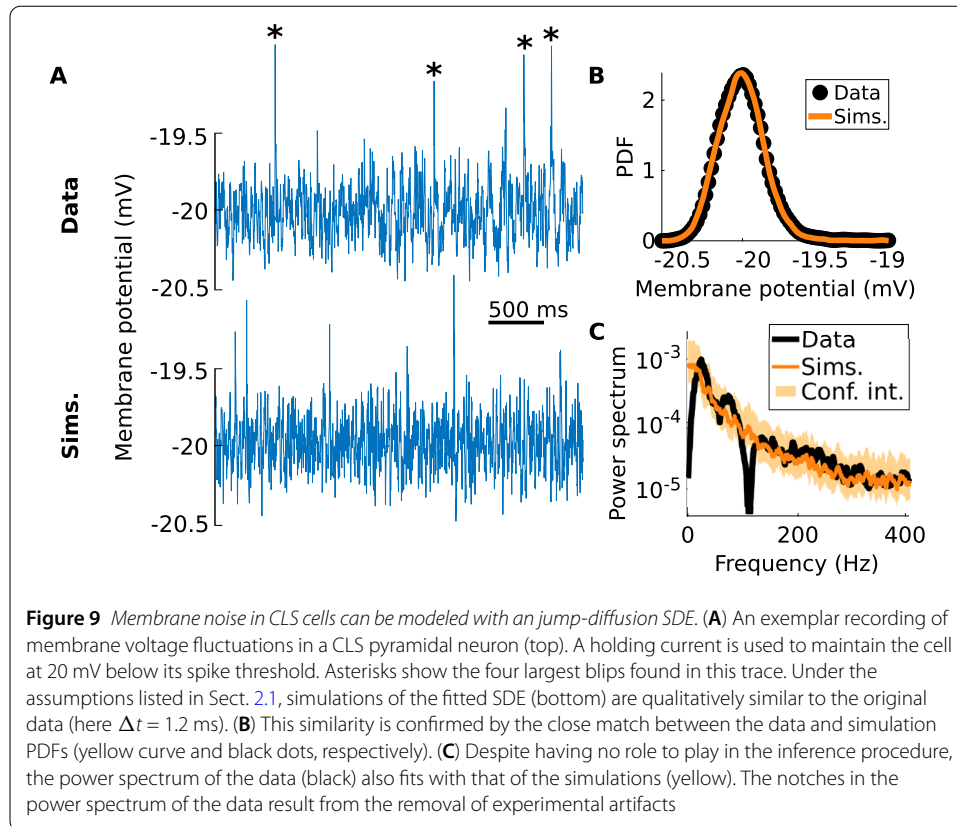 * * * *
A
B
-19.5
-20
-20.5
Data
Membrane potential (mV)
500 ms
-19.5
-20
-20.5
Sims.
2
1
0
PDF
Data
Sims.
-20.5 -20 -19.5 -19
Membrane potential (mV)
C
Data
Sims.
Conf. int.
10⁻³
10⁻⁴
10⁻⁵
Power spectrum
0 200 400
Frequency (Hz)
Figure 9 Membrane noise in CLS cells can be modeled with an jump-diffusion SDE. (A) An exemplar recording of
membrane voltage fluctuations in a CLS pyramidal neuron (top). A holding current is used to maintain the cell
at 20 mV below its spike threshold. Asterisks show the four largest blips found in this trace. Under the
assumptions listed in Sect. 2.1, simulations of the fitted SDE (bottom) are qualitatively similar to the original
data (here Δt = 1.2 ms). (B) This similarity is confirmed by the close match between the data and simulation
PDFs (yellow curve and black dots, respectively). (C) Despite having no role to play in the inference procedure,
the power spectrum of the data (black) also fits with that of the simulations (yellow). The notches in the
power spectrum of the data result from the removal of experimental artifacts